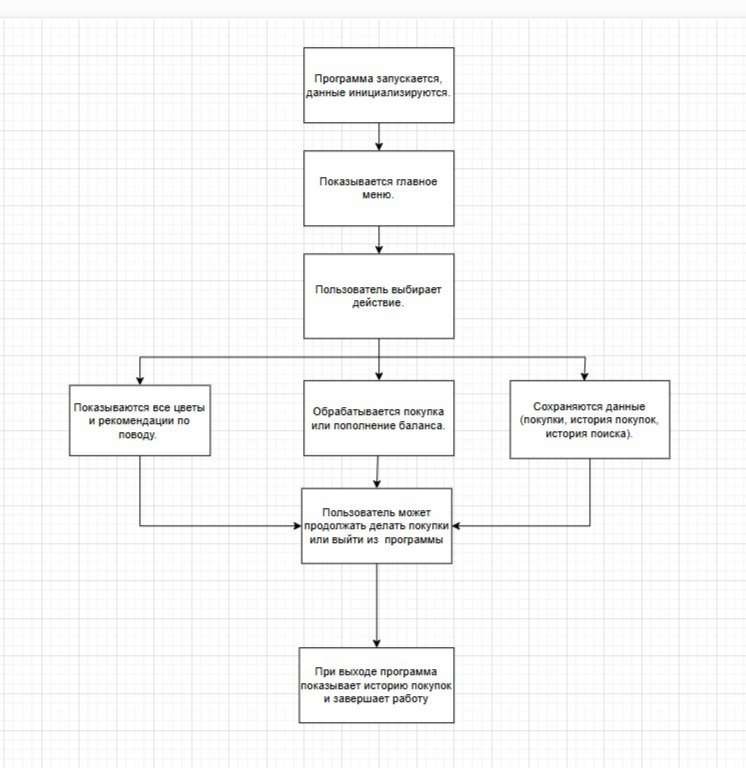 Программа запускается,
данные инициализируются.
Показывается главное
меню.
Пользователь выбирает
действие.
Показываются все цветы
и рекомендации по
поводу.
Обрабатывается покупка
или пополнение баланса.
Сохраняются данные
(покупки, история покупок,
история поиска).
Пользователь может
продолжать делать покупки
или выйти из программы
При выходе программа
показывает историю покупок
и завершает работу